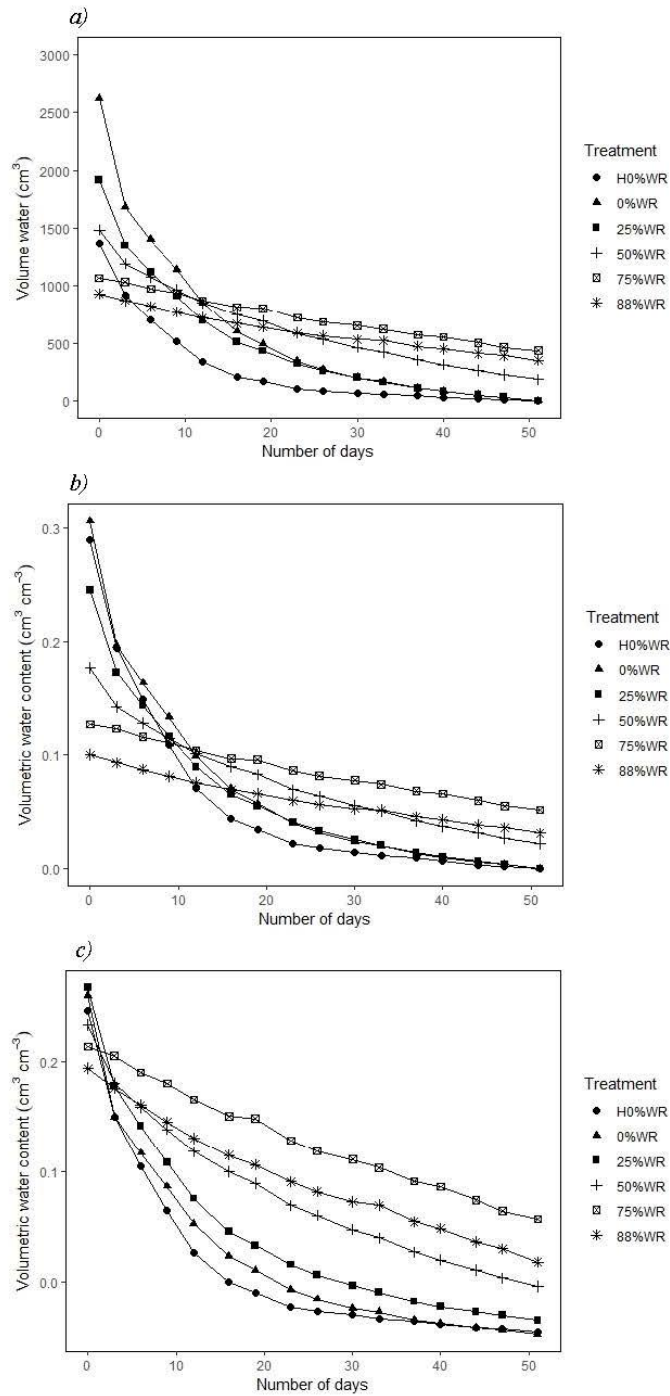 a)
3000
2500
2000
1500
1000
500
0
Volume water (cm³)
0 10 20 30 40 50
Number of days
Treatment
H0%WR
0%WR
25%WR
50%WR
75%WR
88%WR
b)
0.3
0.2
0.1
0.0
Volumetric water content (cm³ cm⁻³)
0 10 20 30 40 50
Number of days
Treatment
H0%WR
0%WR
25%WR
50%WR
75%WR
88%WR
c)
0.2
0.1
0.0
Volumetric water content (cm³ cm⁻³)
0 10 20 30 40 50
Number of days
Treatment
H0%WR
0%WR
25%WR
50%WR
75%WR
88%WR